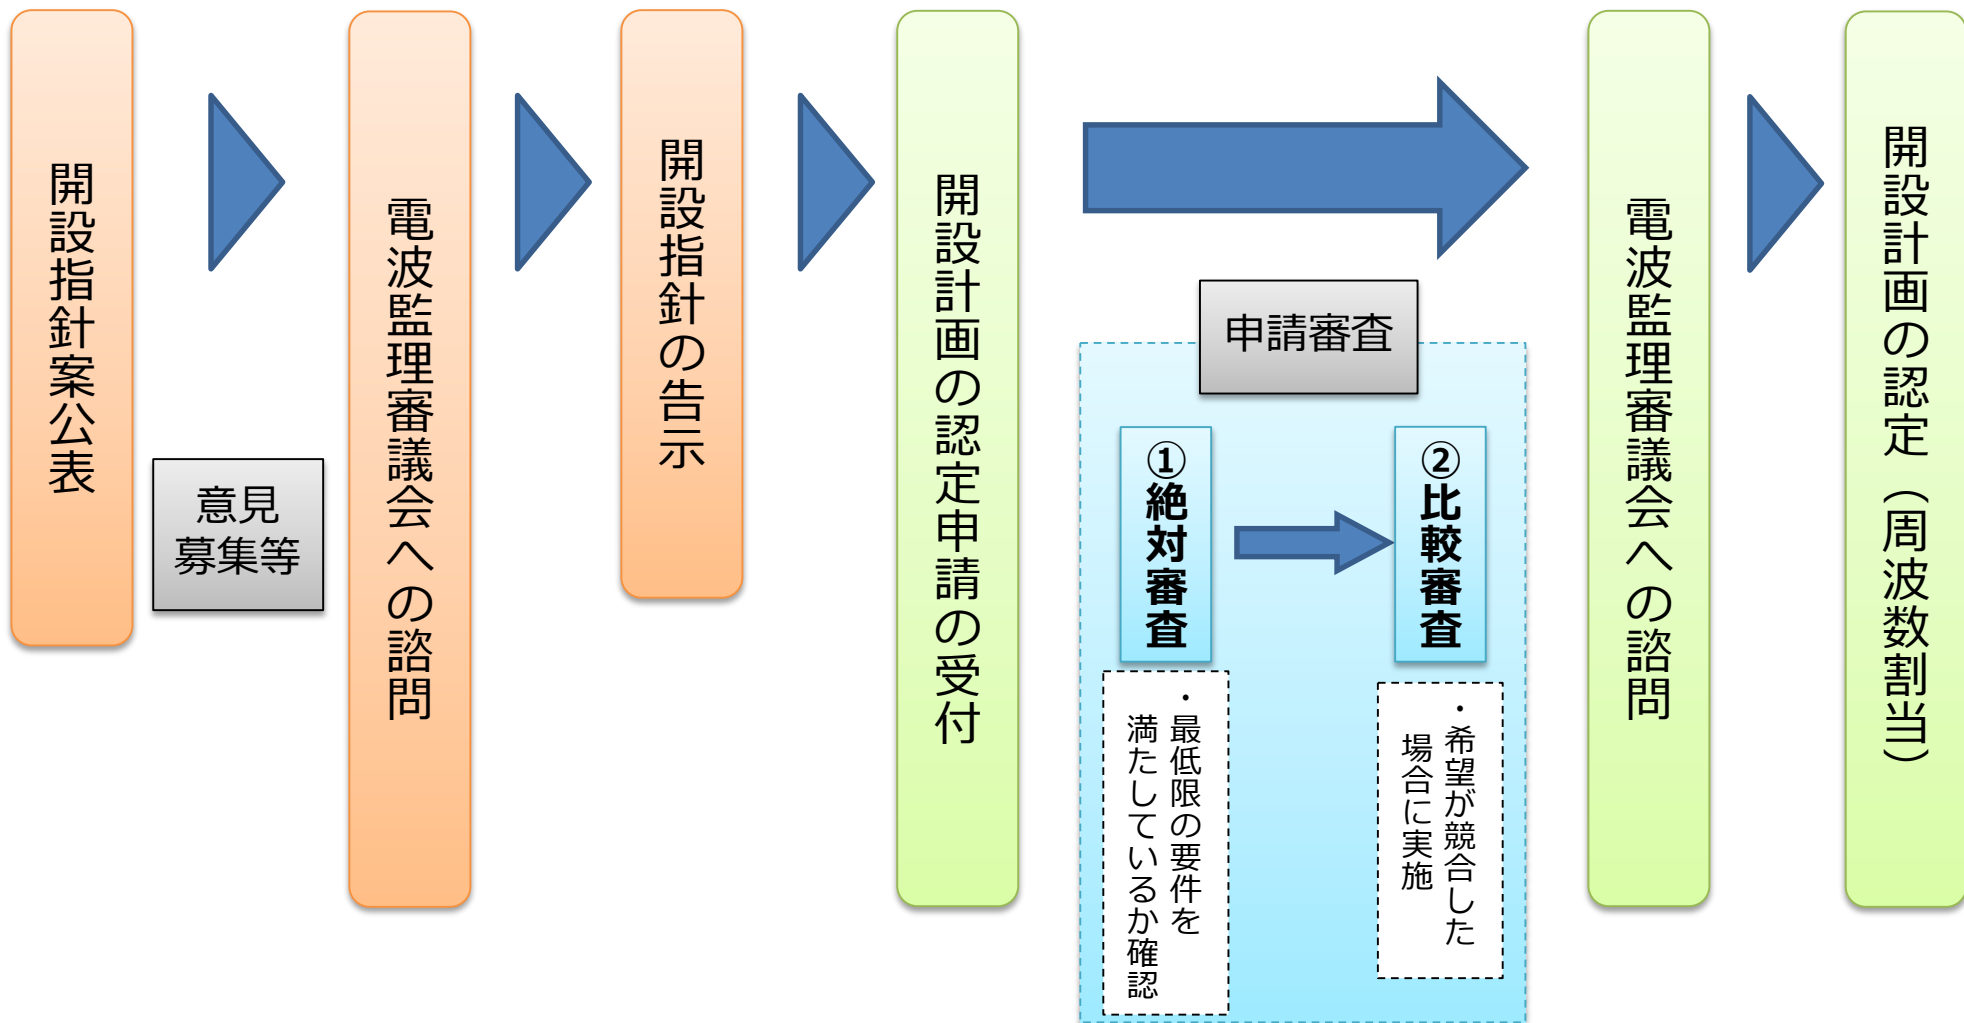 開設指針案公表
意見
募集等
電波監理審議会への諮問
開設指針の告示
開設計画の認定申請の受付
申請審査
①絶対審査
・最低限の要件を
満たしているか確認
②比較審査
・希望が競合した
場合に実施
電波監理審議会への諮問
開設計画の認定（周波数割当）